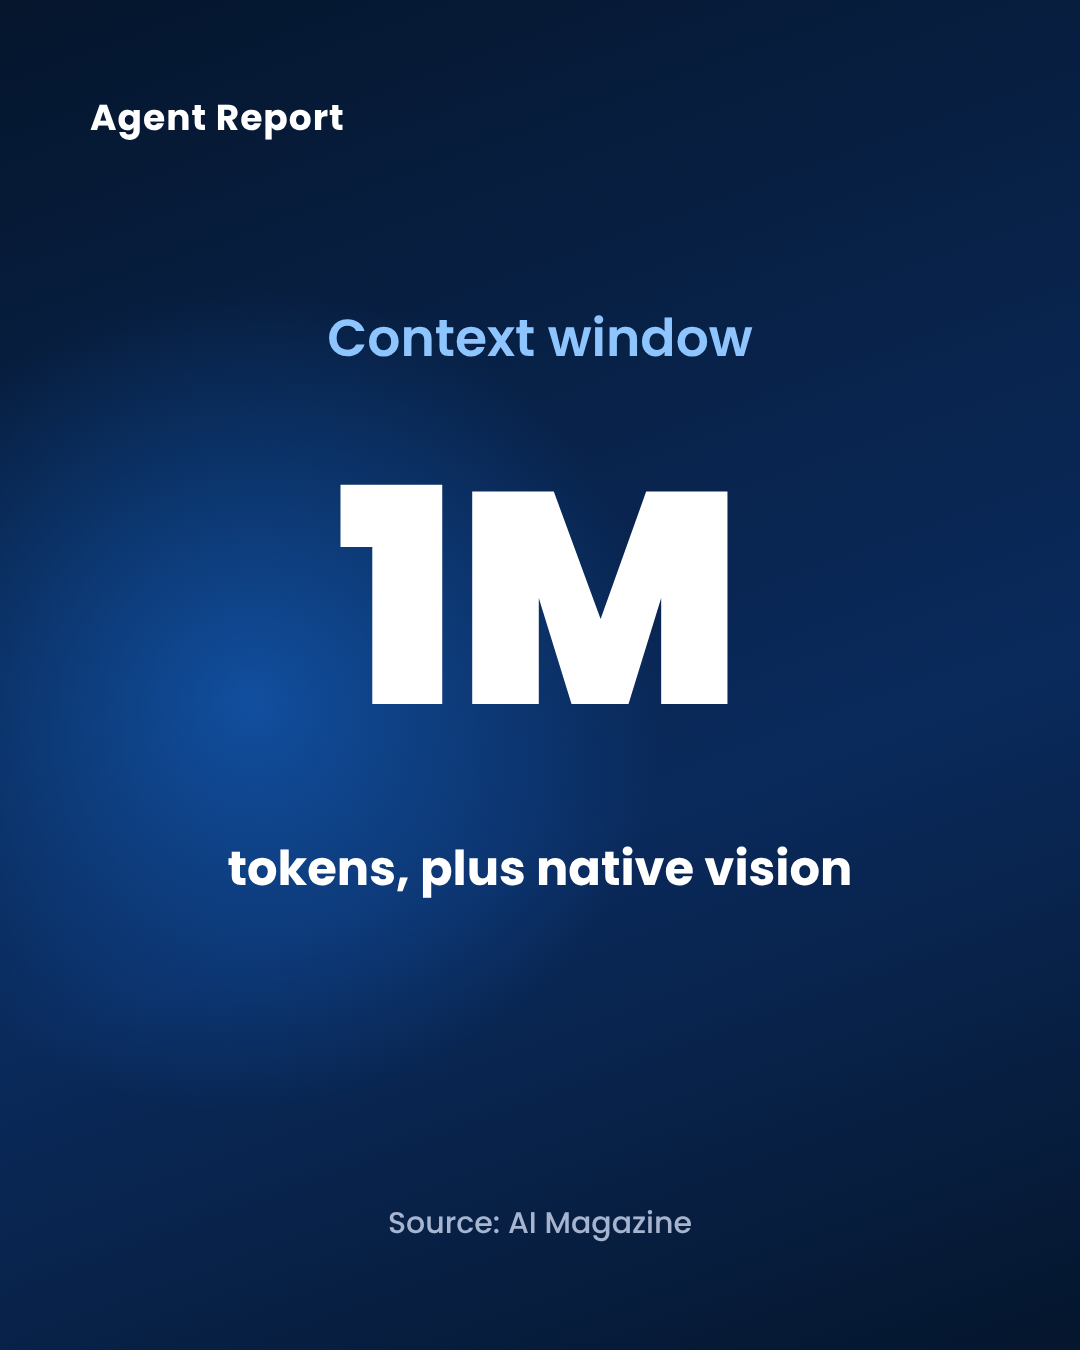 Agent Report
Context window
1M
tokens, plus native vision
Source: AI Magazine